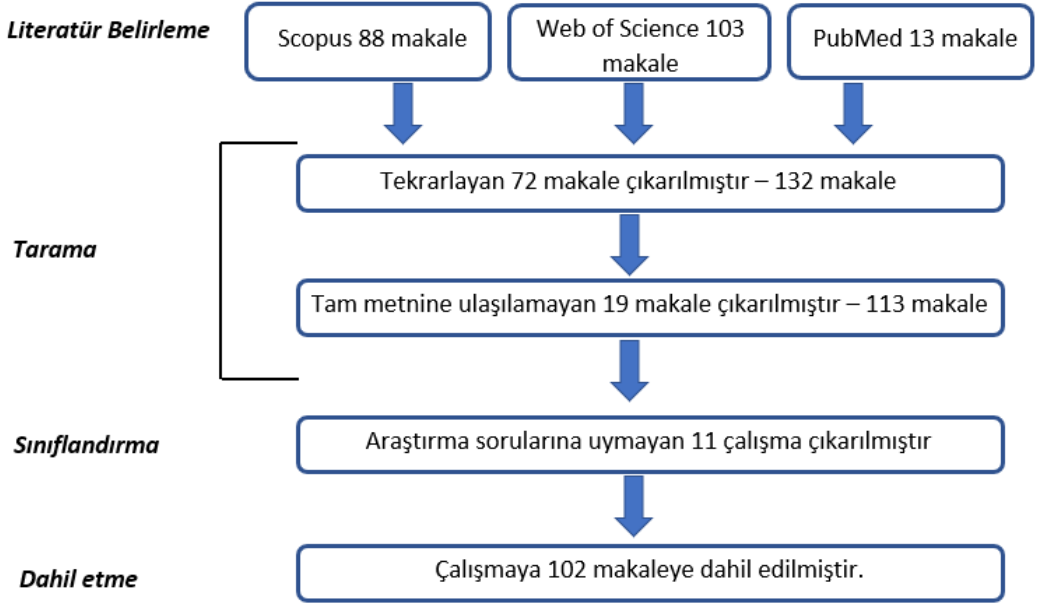 Literatür Belirleme
Scopus 88 makale
Web of Science 103
makale
PubMed 13 makale
Tarama
Tekrarlayan 72 makale çıkarılmıştır – 132 makale
Tam metnine ulaşılamayan 19 makale çıkarılmıştır – 113 makale
Sınıflandırma
Araştırma sorularına uymayan 11 çalışma çıkarılmıştır
Dahil etme
Çalışmaya 102 makaleye dahil edilmiştir.